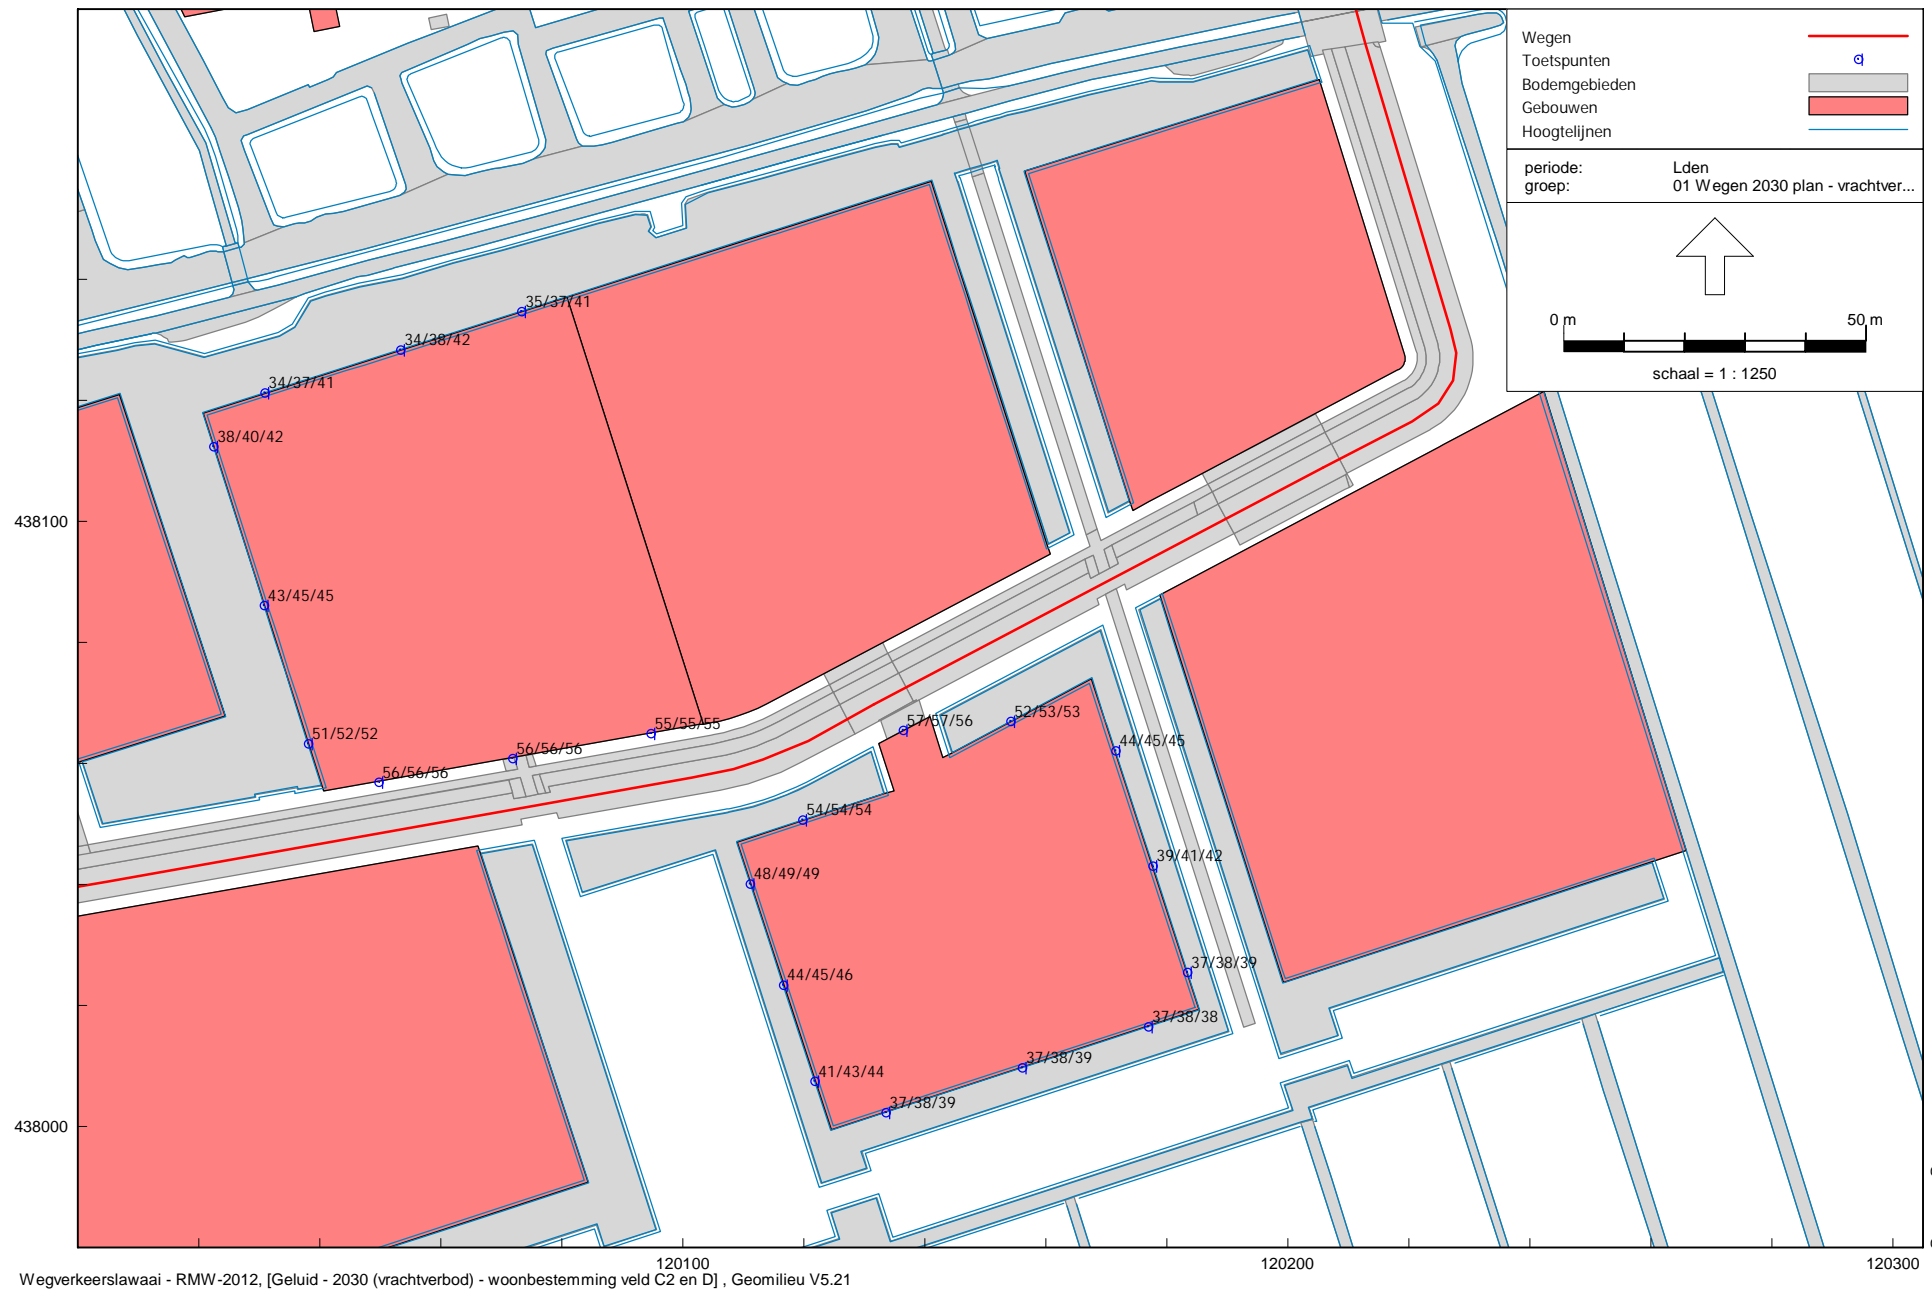 Wegen
Toetspunten
Bodemgebieden
Gebouwen
Hoogtelijnen
periode: Lden
groep: 01 Wegen 2030 plan - vrachtver...
0 m 50 m
schaal = 1 : 1250
35/37/41
34/38/42
34/37/41
38/40/42
438100
43/45/45
51/52/52
55/55/55
56/56/56
56/56/56
57/57/56
52/53/53
44/45/45
54/54/54
39/41/42
48/49/49
44/45/46
37/38/39
37/38/38
37/38/39
41/43/44
37/38/39
438000
120100 120200 120300
Wegverkeerslawaai - RMW-2012, [Geluid - 2030 (vrachtverbod) - woonbestemming veld C2 en D] , Geomilieu V5.21